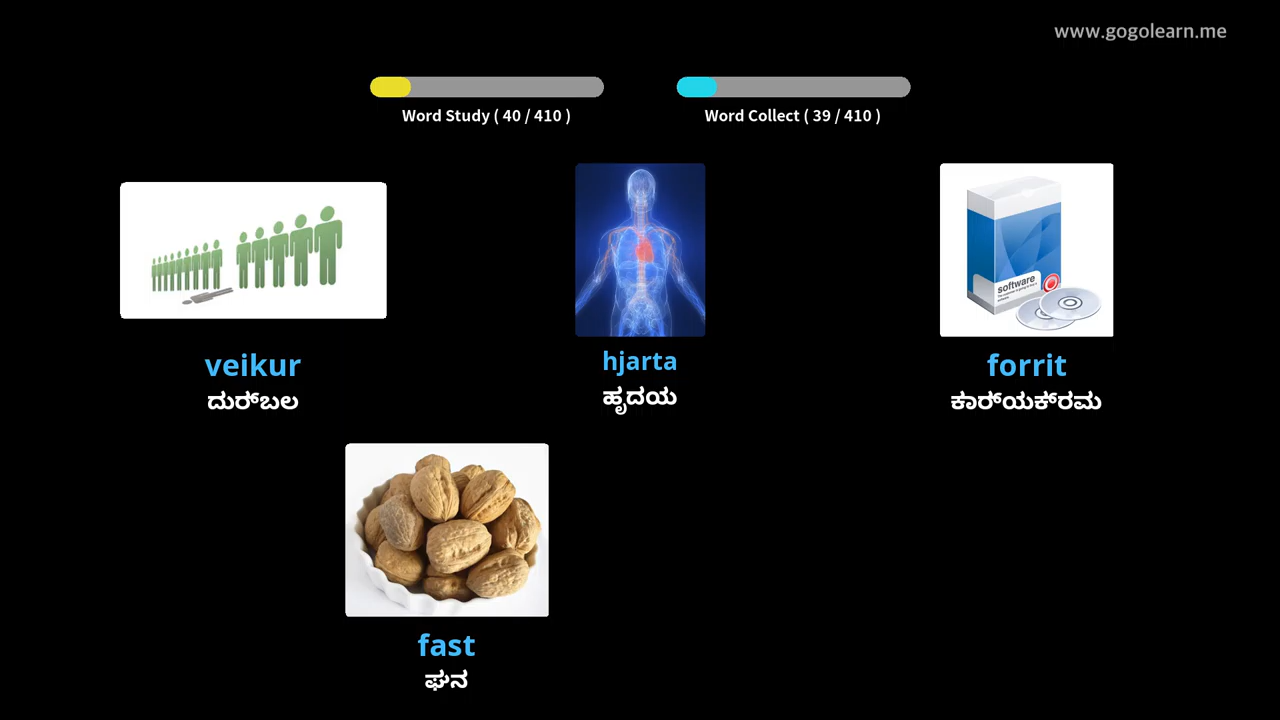 www.gogolearn.me
Word Study ( 40 / 410 )
Word Collect ( 39 / 410 )
software
veikur
ದುರ್‍ಬಲ
hjarta
ಹೃದಯ
forrit
ಕಾರ್‍ಯಕ್‍ರಮ
fast
ಘನ